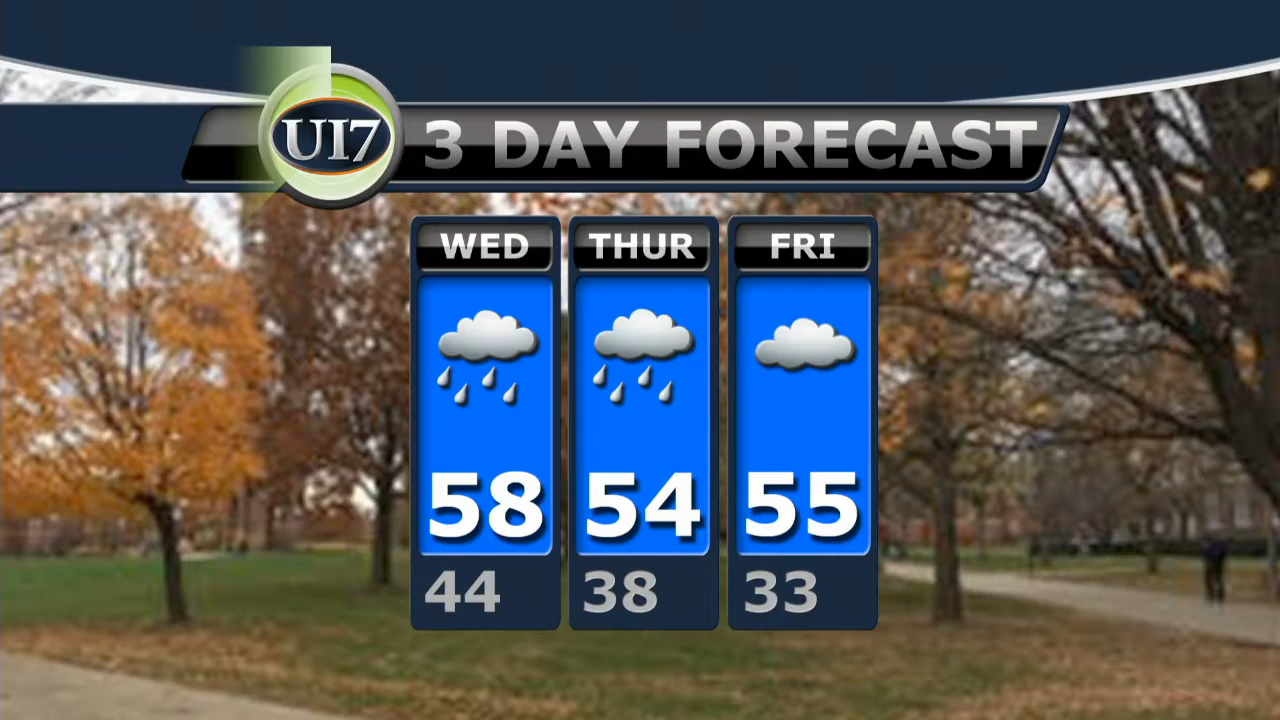 UI7
3 DAY FORECAST
WED THUR FRI
58 54 55
44 38 33